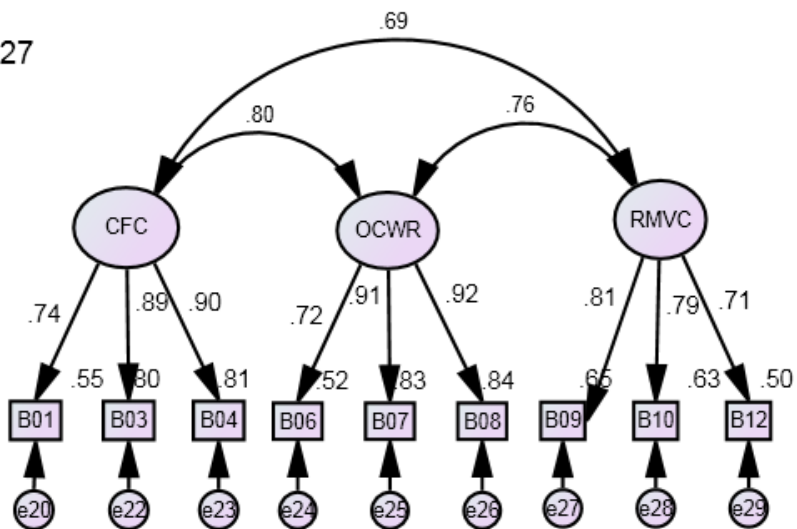 .69
27
.80 .76
CFC OCWR RMVC
.74 .89 .90 .72 .91 .92 .81 .79 .71
.55 .80 .81 .52 .83 .84 .65 .63 .50
B01 B03 B04 B06 B07 B08 B09 B10 B12
e20 e22 e23 e24 e25 e26 e27 e28 e29